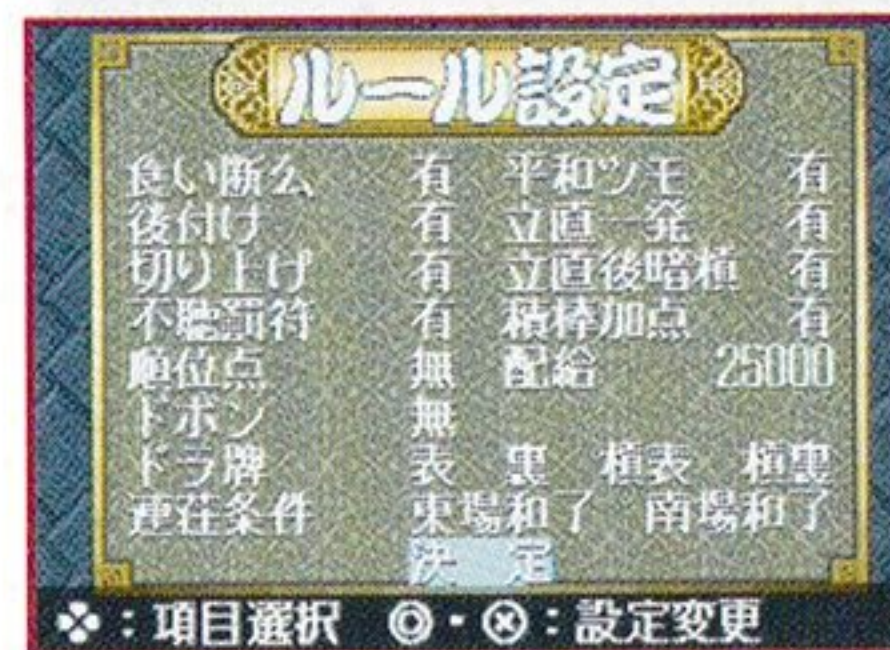 ルール設定
食い断么 有 平和ツモ 有
後付け 有 立直一発 有
切り上げ 有 立直後暗槓 有
不聴罰符 有 積棒加点 有
順位点 無 配給 25000
ドボン 無
ドラ牌 表 裏 槓表 槓裏
連荘条件 東場和了 南場和了
決定
：項目選択 ◎・⊗：設定変更